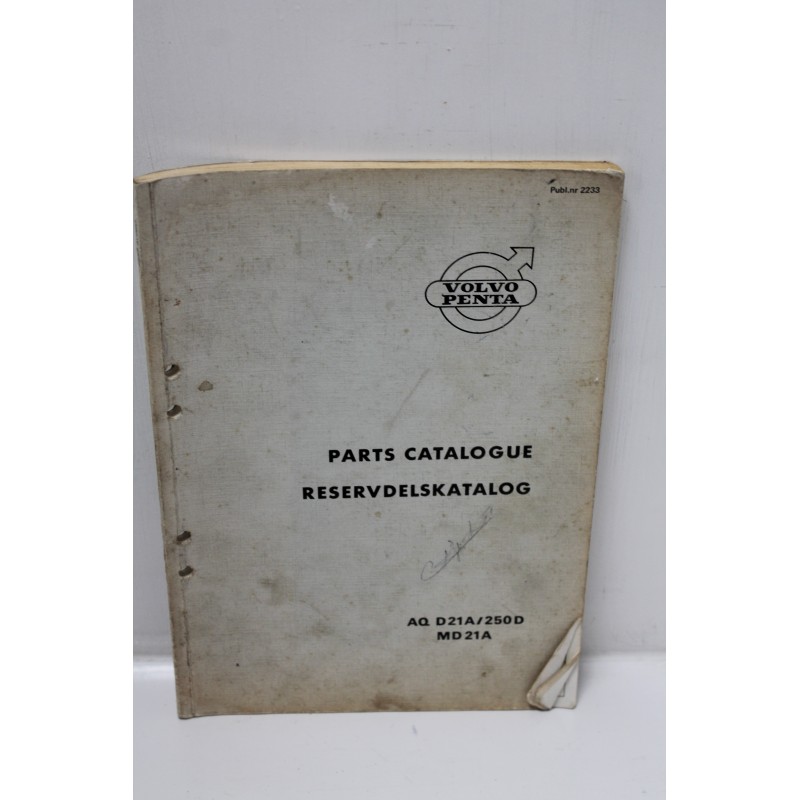 Publ.nr 2233
VOLVO
PENTA
PARTS CATALOGUE
RESERVDELSKATALOG
AQ D21A/250D
MD21A